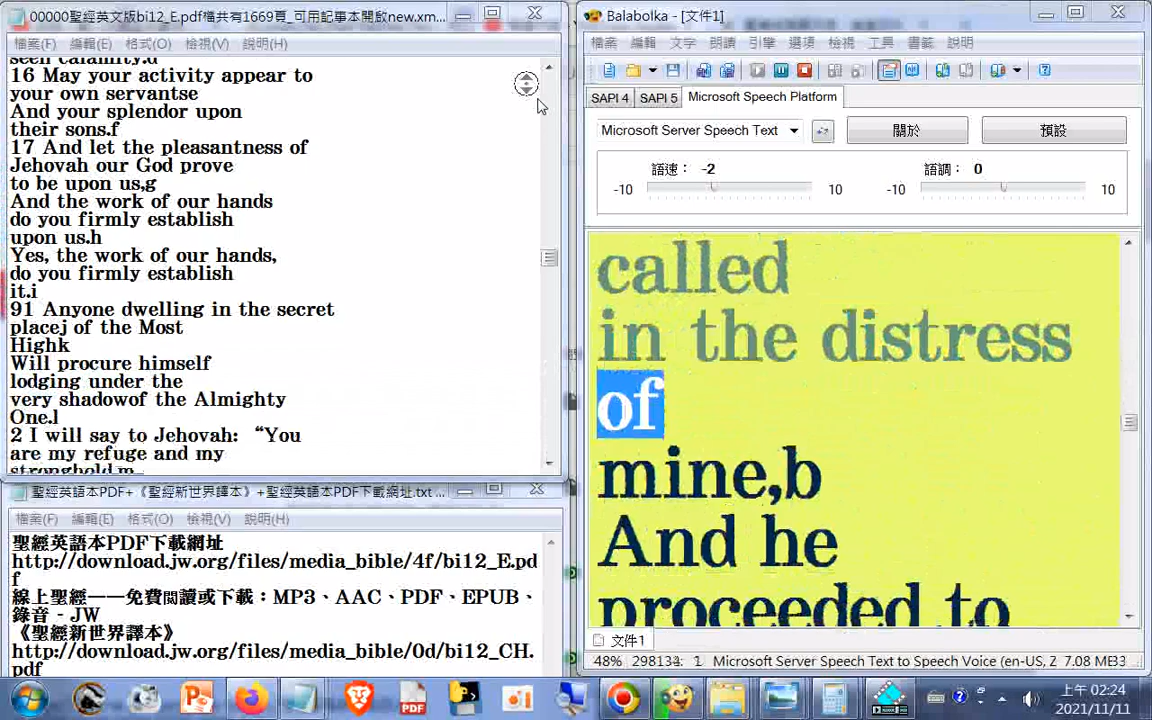 00000聖經英文版bi12_E.pdf檔共有1669頁_可用記事本開啟new.xm...
檔案(F) 編輯(E) 格式(O) 檢視(V) 說明(H)
seen calamity.d
16 May your activity appear to
your own servantse
And your splendor upon
their sons.f
17 And let the pleasantness of
Jehovah our God prove
to be upon us,g
And the work of our hands
do you firmly establish
upon us.h
Yes, the work of our hands,
do you firmly establish
it.i
91 Anyone dwelling in the secret
placej of the Most
Highk
Will procure himself
lodging under the
very shadowof the Almighty
One.l
2 I will say to Jehovah: “You
are my refuge and my
stronghold,m
聖經英語本PDF+《聖經新世界譯本》+聖經英語本PDF下載網址.txt ...
檔案(F) 編輯(E) 格式(O) 檢視(V) 說明(H)
聖經英語本PDF下載網址
http://download.jw.org/files/media_bible/4f/bi12_E.pd
f
線上聖經——免費閱讀或下載：MP3、AAC、PDF、EPUB、
錄音 - JW
《聖經新世界譯本》
http://download.jw.org/files/media_bible/0d/bi12_CH.
pdf
Balabolka - [文件1]
檔案 編輯 文字 朗讀 引擎 選項 檢視 工具 書籤 說明
SAPI 4 SAPI 5 Microsoft Speech Platform
Microsoft Server Speech Text 關於 預設
語速： -2 語調： 0
-10 10 -10 10
called
in the distress
of
mine,b
And he
proceeded to
文件1
48% Microsoft Server Speech Text to Speech Voice (en-US, Z 7.08 MB
PDF
上午 02:24
2021/11/11